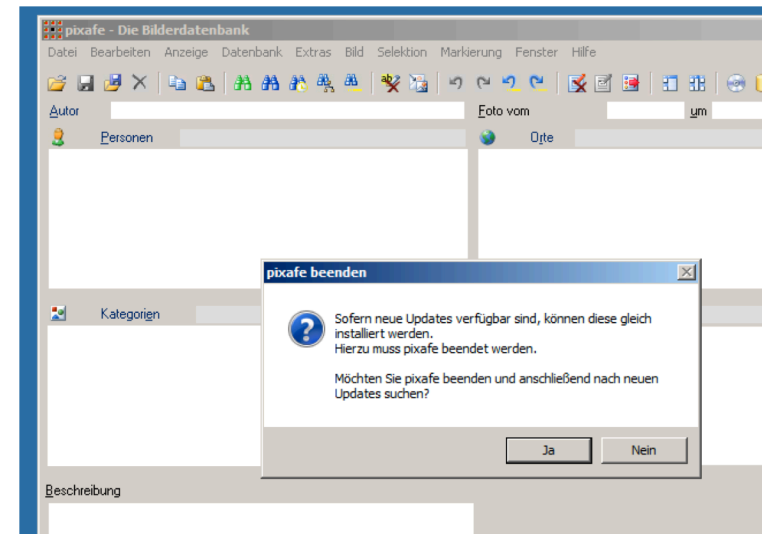 pixafe - Die Bilderdatenbank
Datei Bearbeiten Anzeige Datenbank Extras Bild Selektion Markierung Fenster Hilfe
Autor
Foto vom um
Personen
Orte
pixafe beenden
Kategorien
Sofern neue Updates verfügbar sind, können diese gleich
installiert werden.
Hierzu muss pixafe beendet werden.
Möchten Sie pixafe beenden und anschließend nach neuen
Updates suchen?
Ja Nein
Beschreibung